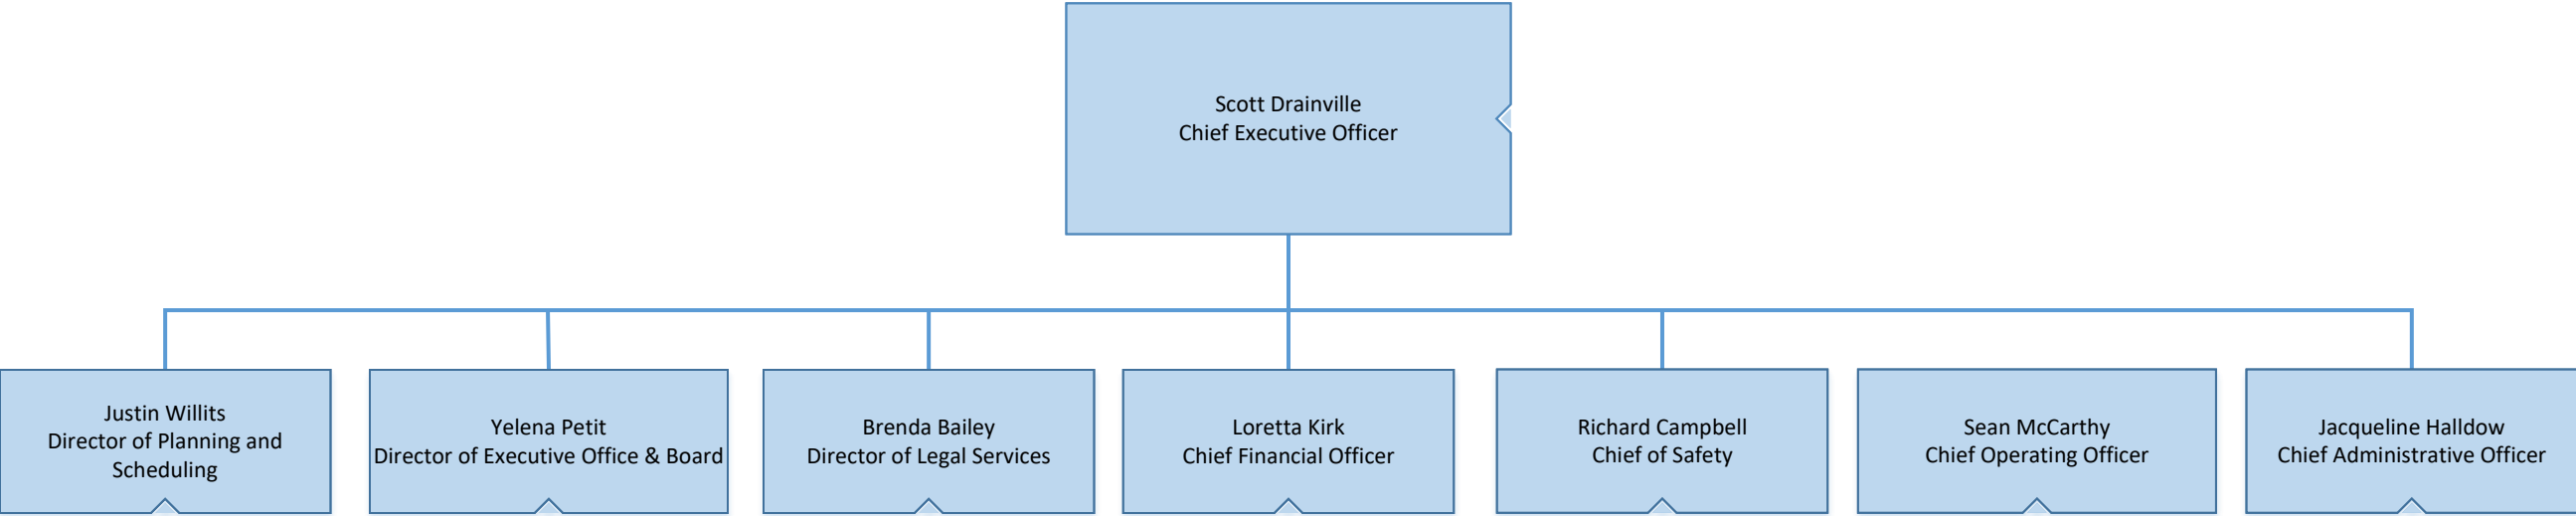 Scott Drainville
Chief Executive Officer
Justin Willits
Director of Planning and
Scheduling
Yelena Petit
Director of Executive Office & Board
Brenda Bailey
Director of Legal Services
Loretta Kirk
Chief Financial Officer
Richard Campbell
Chief of Safety
Sean McCarthy
Chief Operating Officer
Jacqueline Halldow
Chief Administrative Officer